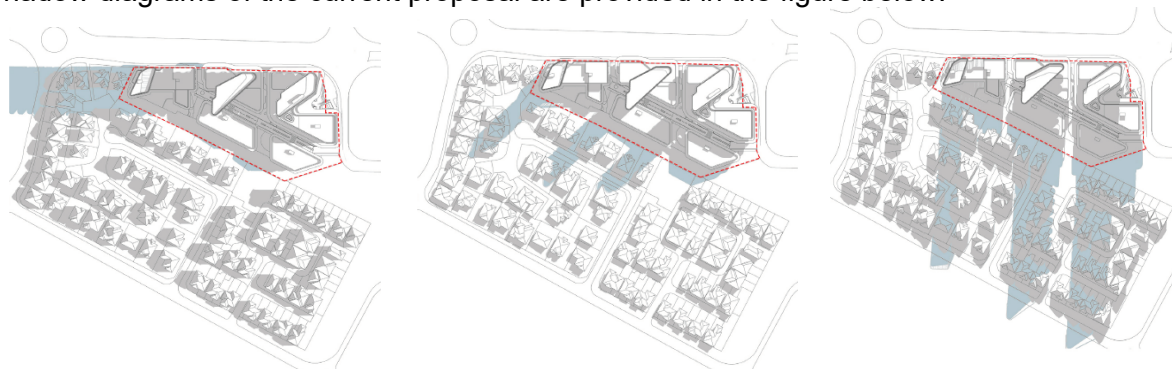 hadow diagrams of the current proposal are provided in the figure below.